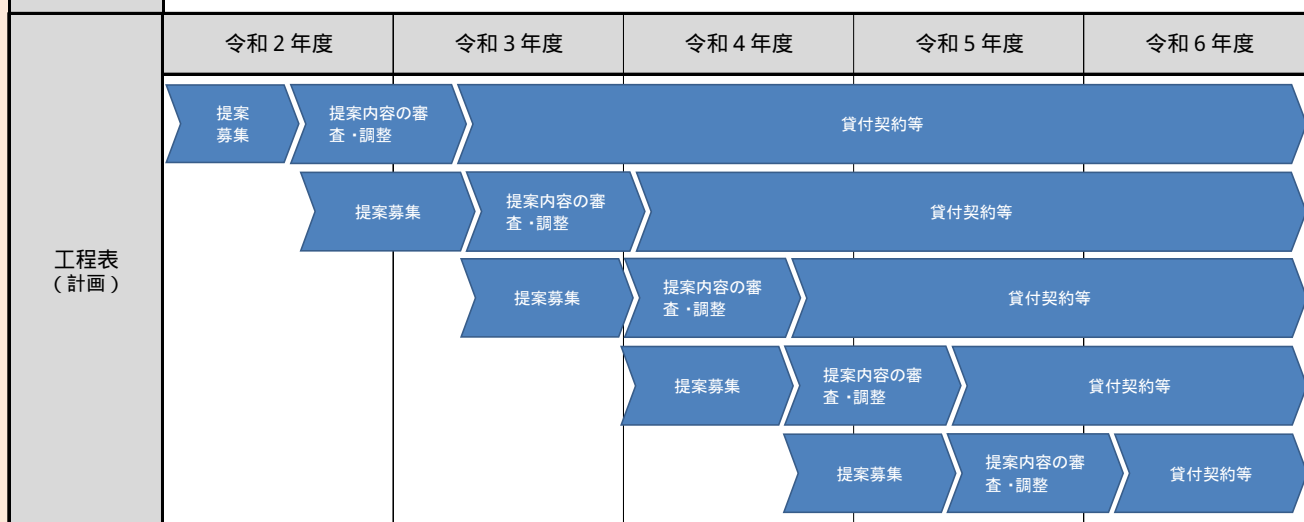 令和２年度
令和３年度
令和４年度
令和５年度
令和６年度
工程表
（計画）
提案
募集
提案内容の審
査・調整
貸付契約等
提案募集
提案内容の審
査・調整
貸付契約等
提案募集
提案内容の審
査・調整
貸付契約等
提案募集
提案内容の審
査・調整
貸付契約等
提案募集
提案内容の審
査・調整
貸付契約等